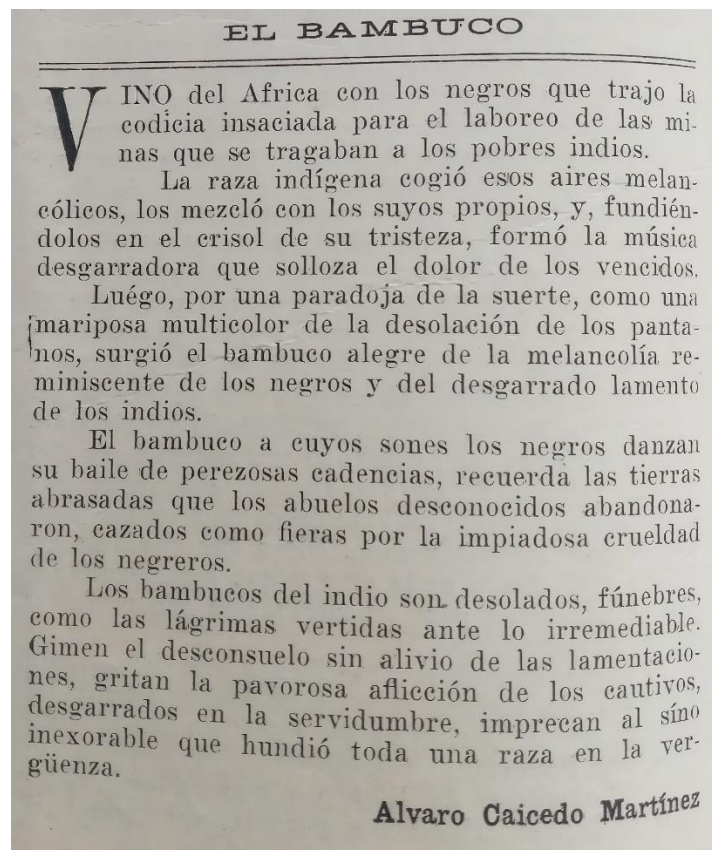 EL BAMBUCO
VINO del Africa con los negros que trajo la
codicia insaciada para el laboreo de las mi-
nas que se tragaban a los pobres indios.
La raza indígena cogió esos aires melan-
cólicos, los mezcló con los suyos propios, y, fundién-
dolos en el crisol de su tristeza, formó la música
desgarradora que solloza el dolor de los vencidos.
Luégo, por una paradoja de la suerte, como una
mariposa multicolor de la desolación de los panta-
nos, surgió el bambuco alegre de la melancolía re-
miniscente de los negros y del desgarrado lamento
de los indios.
El bambuco a cuyos sones los negros danzan
su baile de perezosas cadencias, recuerda las tierras
abrasadas que los abuelos desconocidos abandona-
ron, cazados como fieras por la impiadosa crueldad
de los negreros.
Los bambucos del indio son desolados, fúnebres,
como las lágrimas vertidas ante lo irremediable.
Gimen el desconsuelo sin alivio de las lamentacio-
nes, gritan la pavorosa aflicción de los cautivos,
desgarrados en la servidumbre, imprecan al síno
inexorable que hundió toda una raza en la ver-
güenza.
Alvaro Caicedo Martínez